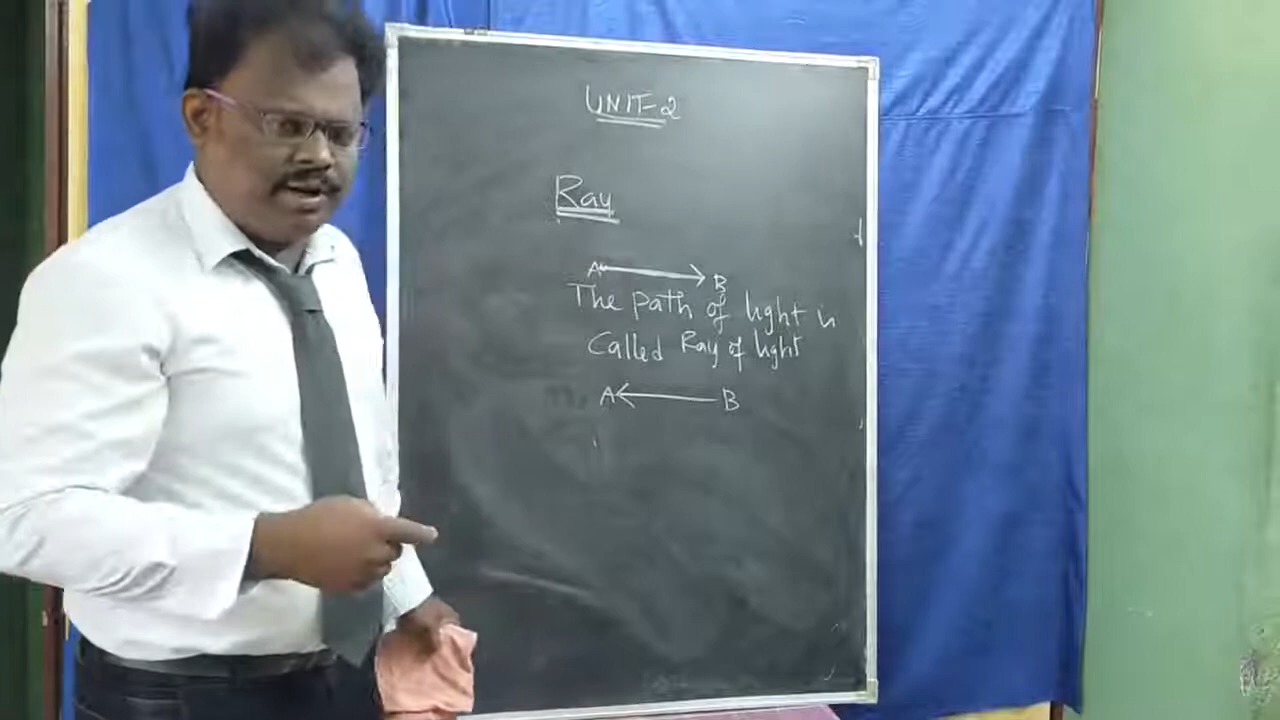 UNIT-2
Ray
A B
The path of light is
Called Ray of light
A B